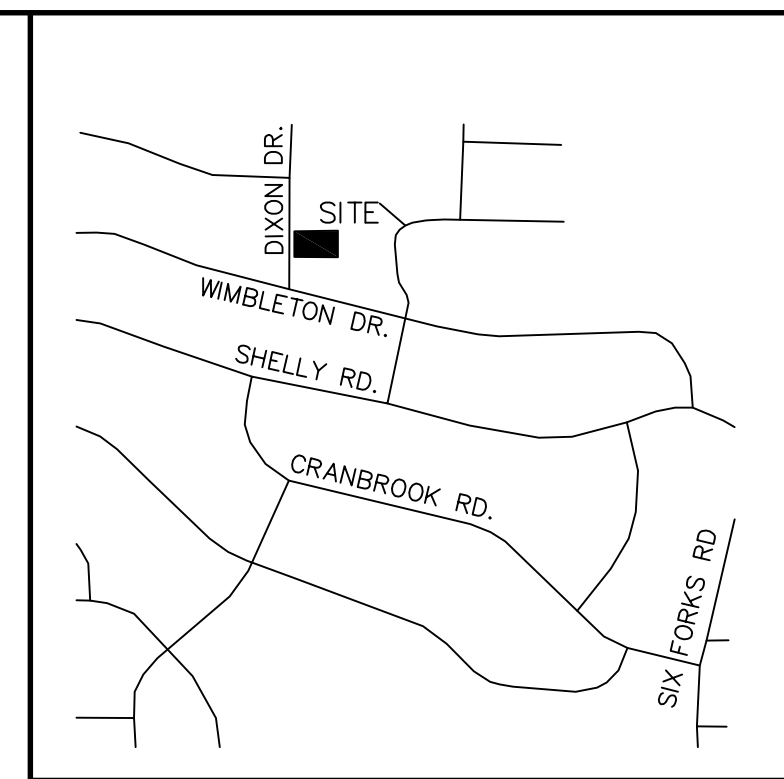 DIXON DR.
SITE
WIMBLETON DR.
SHELLY RD.
CRANBROOK RD.
SIX FORKS RD